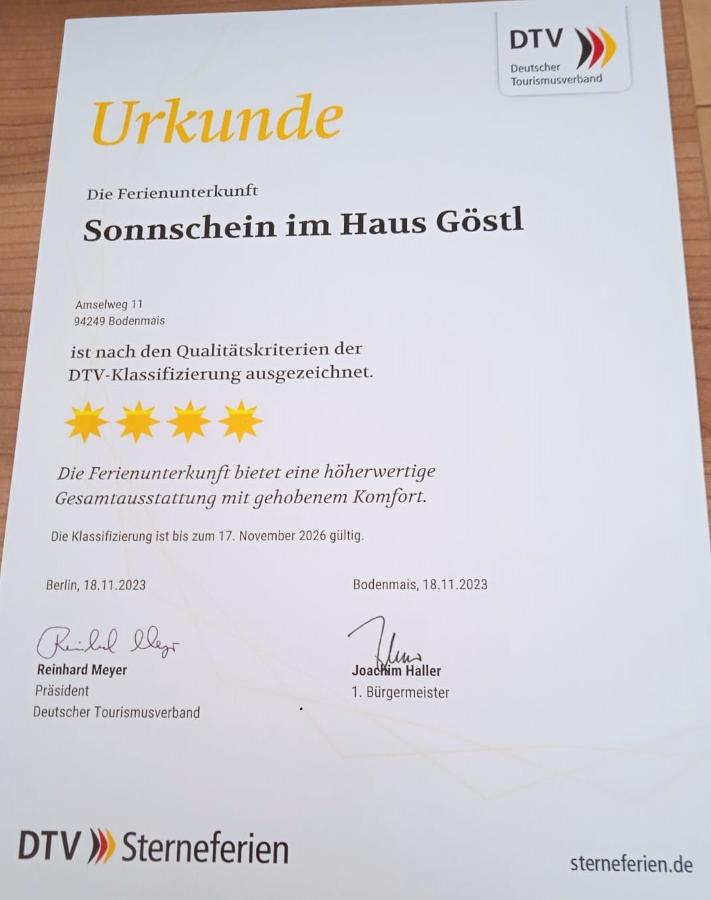 DTV
Deutscher
Tourismusverband
Urkunde
Die Ferienunterkunft
Sonnschein im Haus Göstl
Amselweg 11
94249 Bodenmais
ist nach den Qualitätskriterien der
DTV-Klassifizierung ausgezeichnet.
Die Ferienunterkunft bietet eine höherwertige
Gesamtausstattung mit gehobenem Komfort.
Die Klassifizierung ist bis zum 17. November 2026 gültig.
Berlin, 18.11.2023
Reinhard Meyer
Reinhard Meyer
Präsident
Deutscher Tourismusverband
Bodenmais, 18.11.2023
Joachim Haller
1. Bürgermeister
DTV Sterneferien
sterneferien.de